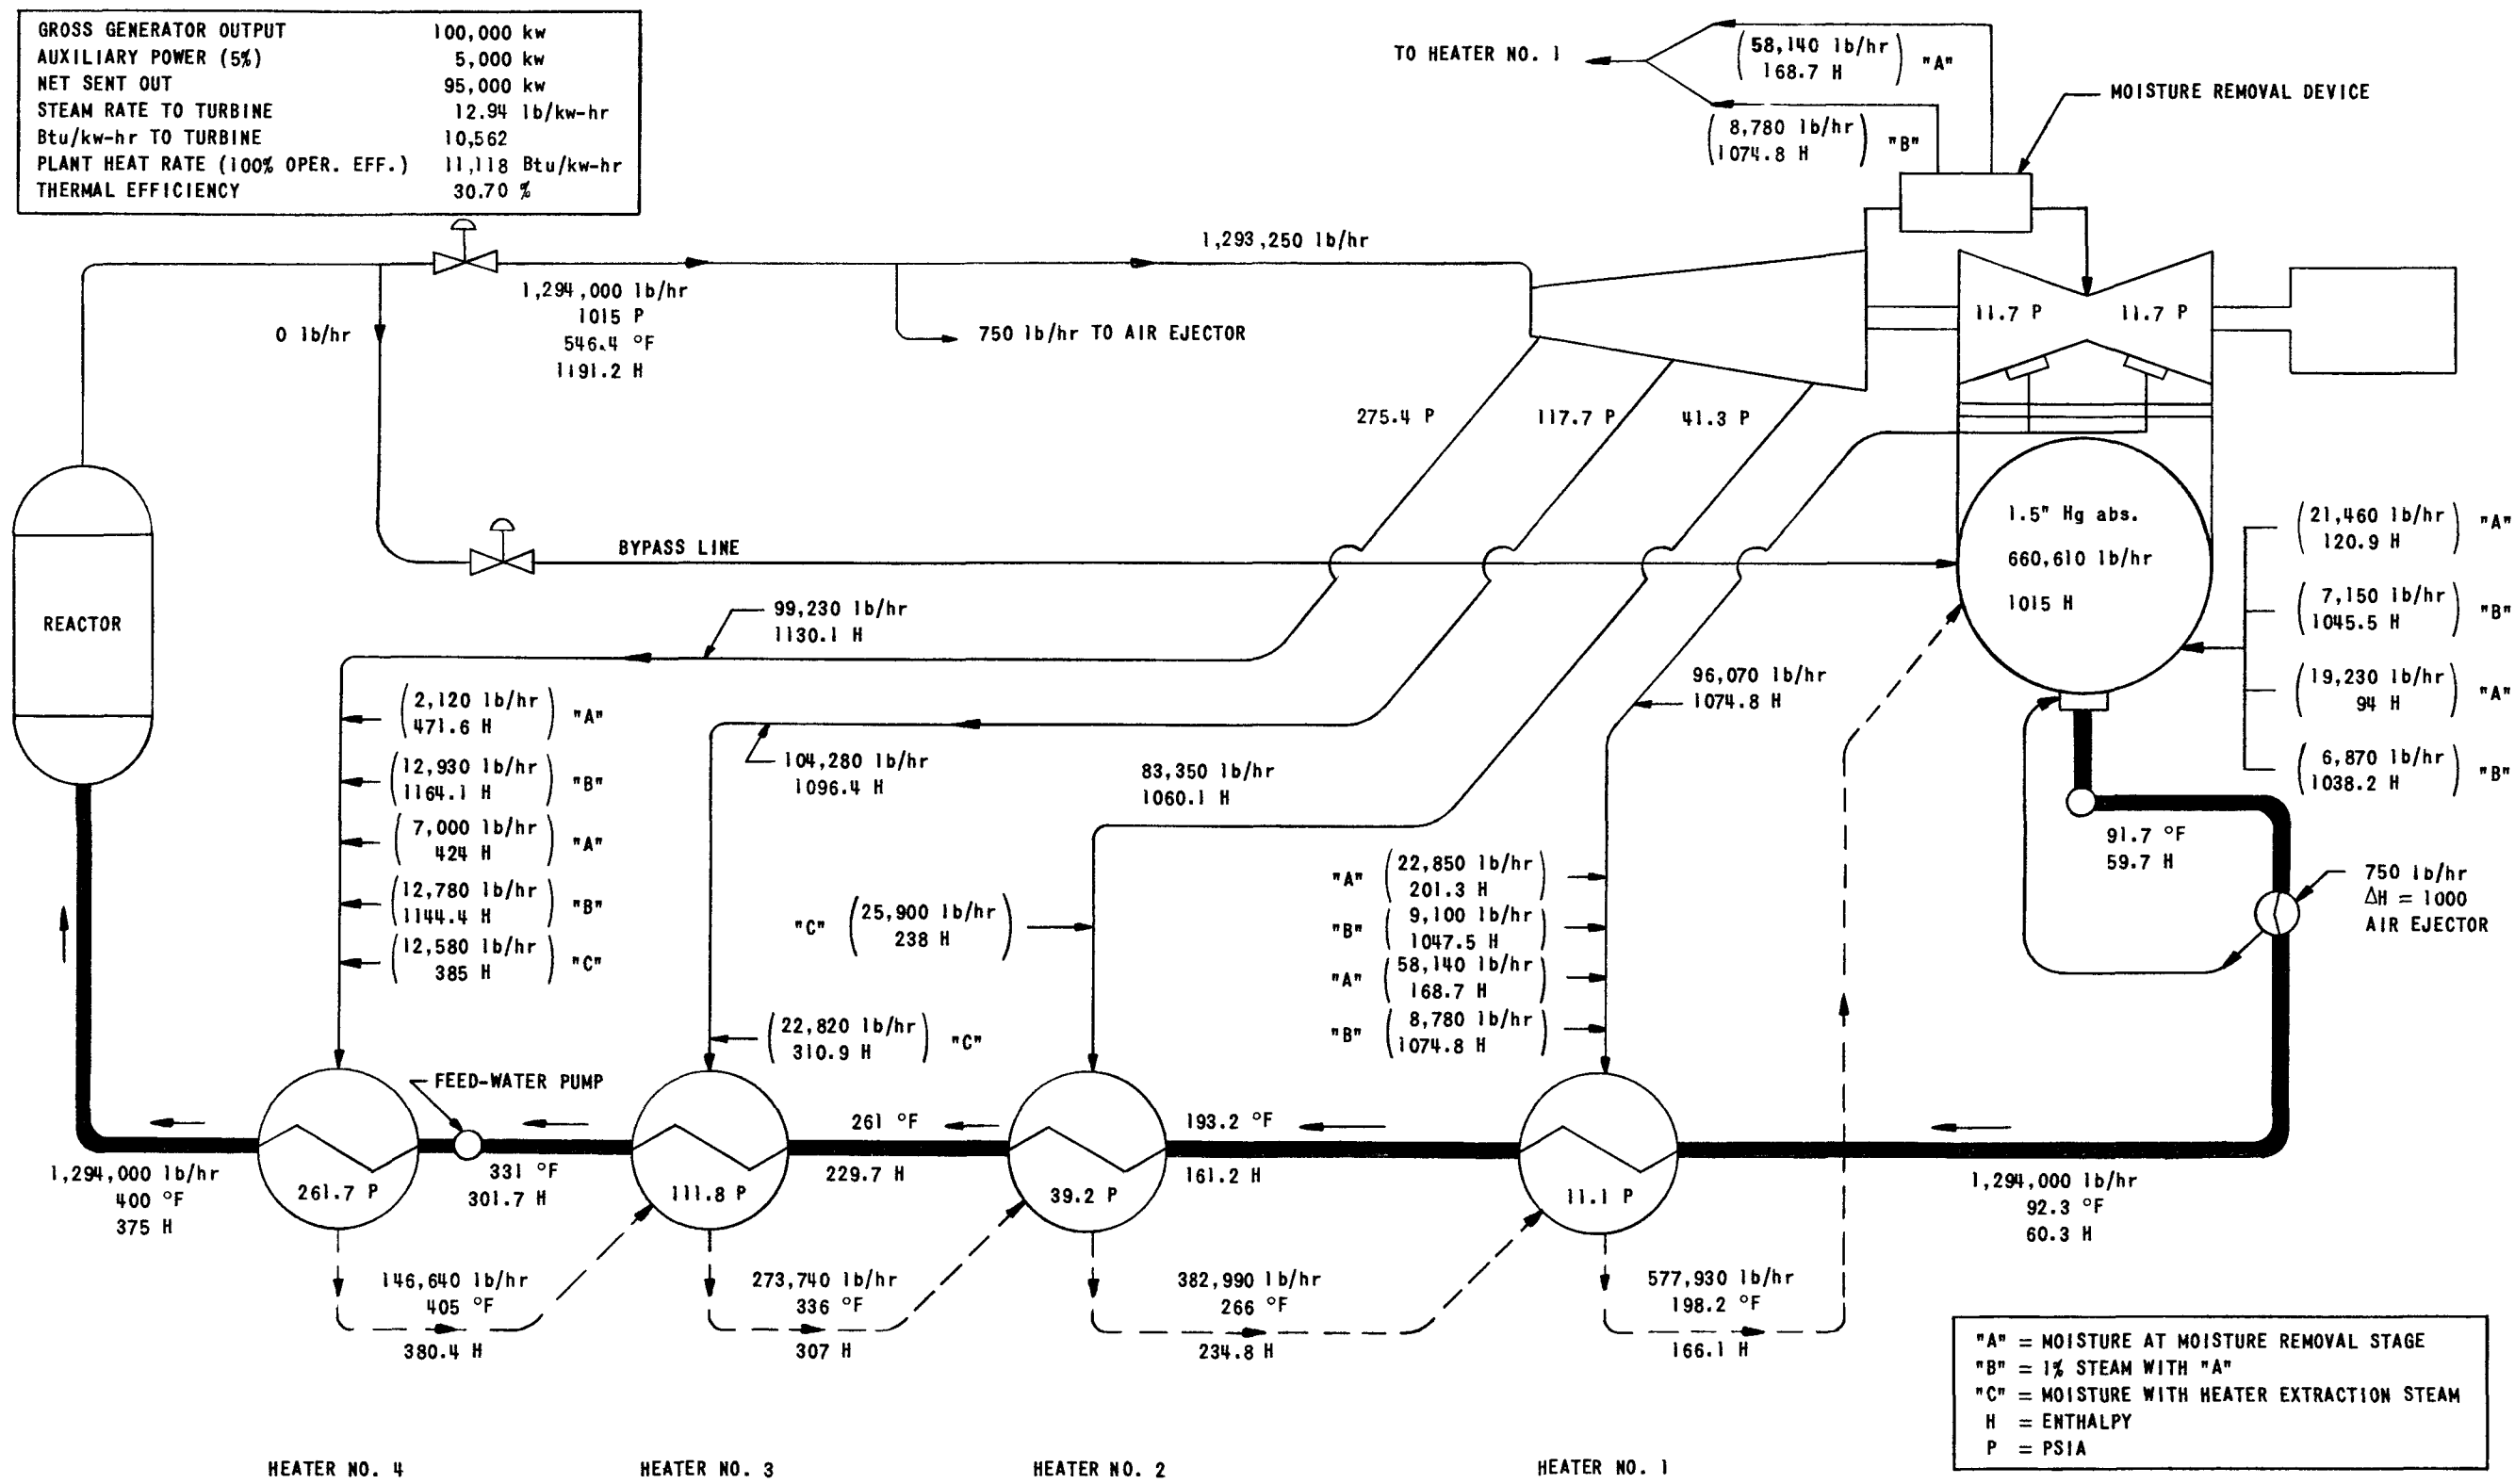 GROSS GENERATOR OUTPUT 100,000 kw
AUXILIARY POWER (5%) 5,000 kw
NET SENT OUT 95,000 kw
STEAM RATE TO TURBINE 12.94 lb/kw-hr
Btu/kw-hr TO TURBINE 10,562
PLANT HEAT RATE (100% OPER. EFF.) 11,118 Btu/kw-hr
THERMAL EFFICIENCY 30.70 %
TO HEATER NO. 1
(58,140 lb/hr
168.7 H) "A"
(8,780 lb/hr
1074.8 H) "B"
MOISTURE REMOVAL DEVICE
1,293,250 lb/hr
1,294,000 lb/hr
1015 P
546.4 °F
1191.2 H
0 lb/hr
750 lb/hr TO AIR EJECTOR
11.7 P
11.7 P
275.4 P
117.7 P
41.3 P
BYPASS LINE
1.5" Hg abs.
660,610 lb/hr
1015 H
(21,460 lb/hr
120.9 H) "A"
(7,150 lb/hr
1045.5 H) "B"
(19,230 lb/hr
94 H) "A"
(6,870 lb/hr
1038.2 H) "B"
REACTOR
99,230 lb/hr
1130.1 H
(2,120 lb/hr
471.6 H) "A"
(12,930 lb/hr
1164.1 H) "B"
(7,000 lb/hr
424 H) "A"
(12,780 lb/hr
1144.4 H) "B"
(12,580 lb/hr
385 H) "C"
104,280 lb/hr
1096.4 H
83,350 lb/hr
1060.1 H
96,070 lb/hr
1074.8 H
"C" (25,900 lb/hr
238 H)
(22,820 lb/hr
310.9 H) "C"
"A" (22,850 lb/hr
201.3 H)
"B" (9,100 lb/hr
1047.5 H)
"A" (58,140 lb/hr
168.7 H)
"B" (8,780 lb/hr
1074.8 H)
91.7 °F
59.7 H
750 lb/hr
ΔH = 1000
AIR EJECTOR
FEED-WATER PUMP
1,294,000 lb/hr
400 °F
375 H
261.7 P
331 °F
301.7 H
111.8 P
261 °F
229.7 H
39.2 P
193.2 °F
161.2 H
11.1 P
1,294,000 lb/hr
92.3 °F
60.3 H
146,640 lb/hr
405 °F
380.4 H
273,740 lb/hr
336 °F
307 H
382,990 lb/hr
266 °F
234.8 H
577,930 lb/hr
198.2 °F
166.1 H
"A" = MOISTURE AT MOISTURE REMOVAL STAGE
"B" = 1% STEAM WITH "A"
"C" = MOISTURE WITH HEATER EXTRACTION STEAM
H = ENTHALPY
P = PSIA
HEATER NO. 4
HEATER NO. 3
HEATER NO. 2
HEATER NO. 1